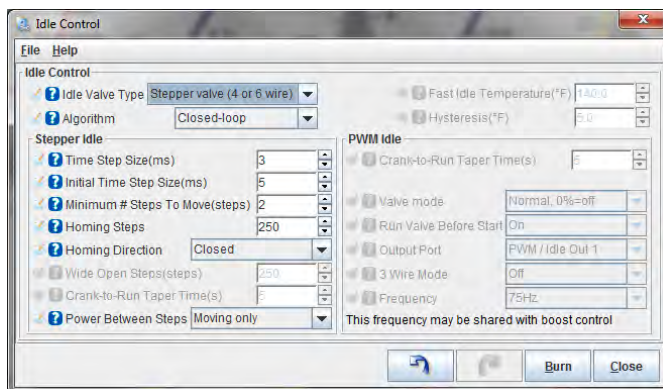 Idle Control
File Help
Idle Control
Idle Valve Type Stepper valve (4 or 6 wire)
Algorithm Closed-loop
Fast Idle Temperature(°F) 140.0
Hysteresis(°F) 5.0
Stepper Idle
Time Step Size(ms) 3
Initial Time Step Size(ms) 5
Minimum # Steps To Move(steps) 2
Homing Steps 250
Homing Direction Closed
Wide Open Steps(steps) 250
Crank-to-Run Taper Time(s) 5
Power Between Steps Moving only
PWM Idle
Crank-to-Run Taper Time(s) 5
Valve mode Normal, 0%=off
Run Valve Before Start On
Output Port PWM / Idle Out 1
3 Wire Mode Off
Frequency 75Hz
This frequency may be shared with boost control
Burn Close